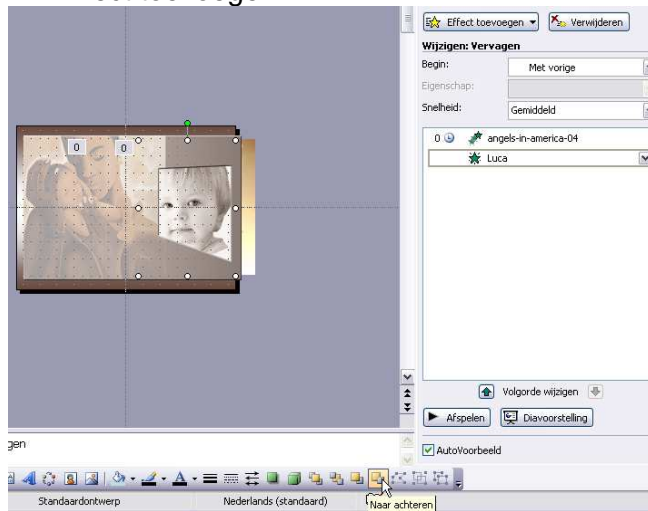 Effect toevoegen
Verwijderen
Wijzigen: Vervagen
Begin:
Met vorige
Eigenschap:
Snelheid:
Gemiddeld
0 angels-in-america-04
Luca
0 0
Volgorde wijzigen
Afspelen
Diavoorstelling
gen
AutoVoorbeeld
Standaardontwerp
Nederlands (standaard)
Naar achteren